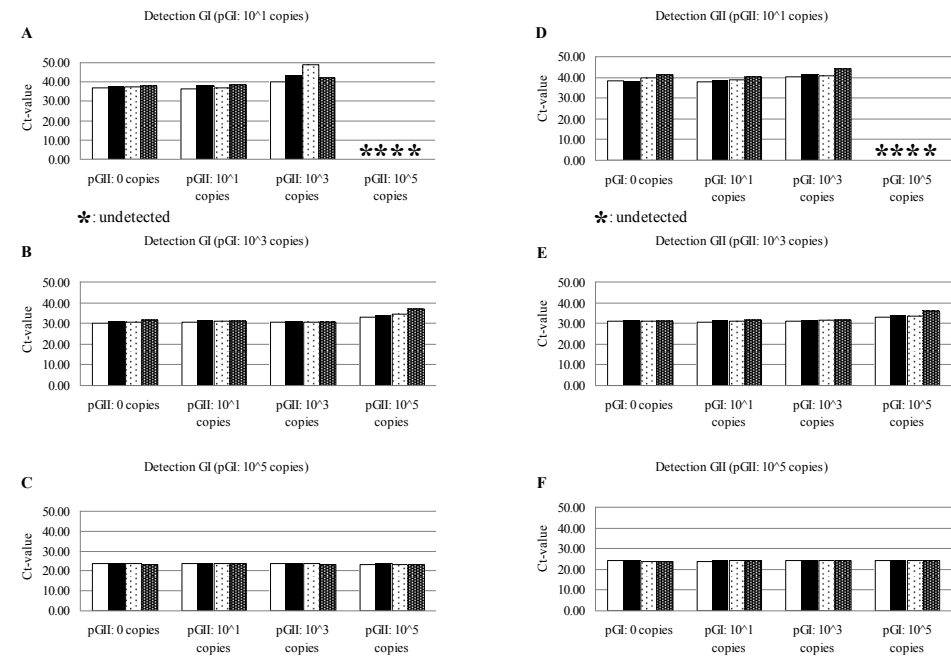 Detection GI (pGI: 10^1 copies)
A
50.00
40.00
30.00
20.00
10.00
0.00
Ct-value
****
pGII: 0 copies
pGII: 10^1 copies
pGII: 10^3 copies
pGII: 10^5 copies
*: undetected
Detection GI (pGI: 10^3 copies)
B
50.00
40.00
30.00
20.00
10.00
0.00
Ct-value
pGII: 0 copies
pGII: 10^1 copies
pGII: 10^3 copies
pGII: 10^5 copies
Detection GI (pGI: 10^5 copies)
C
50.00
40.00
30.00
20.00
10.00
0.00
Ct-value
pGII: 0 copies
pGII: 10^1 copies
pGII: 10^3 copies
pGII: 10^5 copies
Detection GII (pGII: 10^1 copies)
D
50.00
40.00
30.00
20.00
10.00
0.00
Ct-value
****
pGI: 0 copies
pGI: 10^1 copies
pGI: 10^3 copies
pGI: 10^5 copies
*: undetected
Detection GII (pGII: 10^3 copies)
E
50.00
40.00
30.00
20.00
10.00
0.00
Ct-value
pGI: 0 copies
pGI: 10^1 copies
pGI: 10^3 copies
pGI: 10^5 copies
Detection GII (pGII: 10^5 copies)
F
50.00
40.00
30.00
20.00
10.00
0.00
Ct-value
pGI: 0 copies
pGI: 10^1 copies
pGI: 10^3 copies
pGI: 10^5 copies